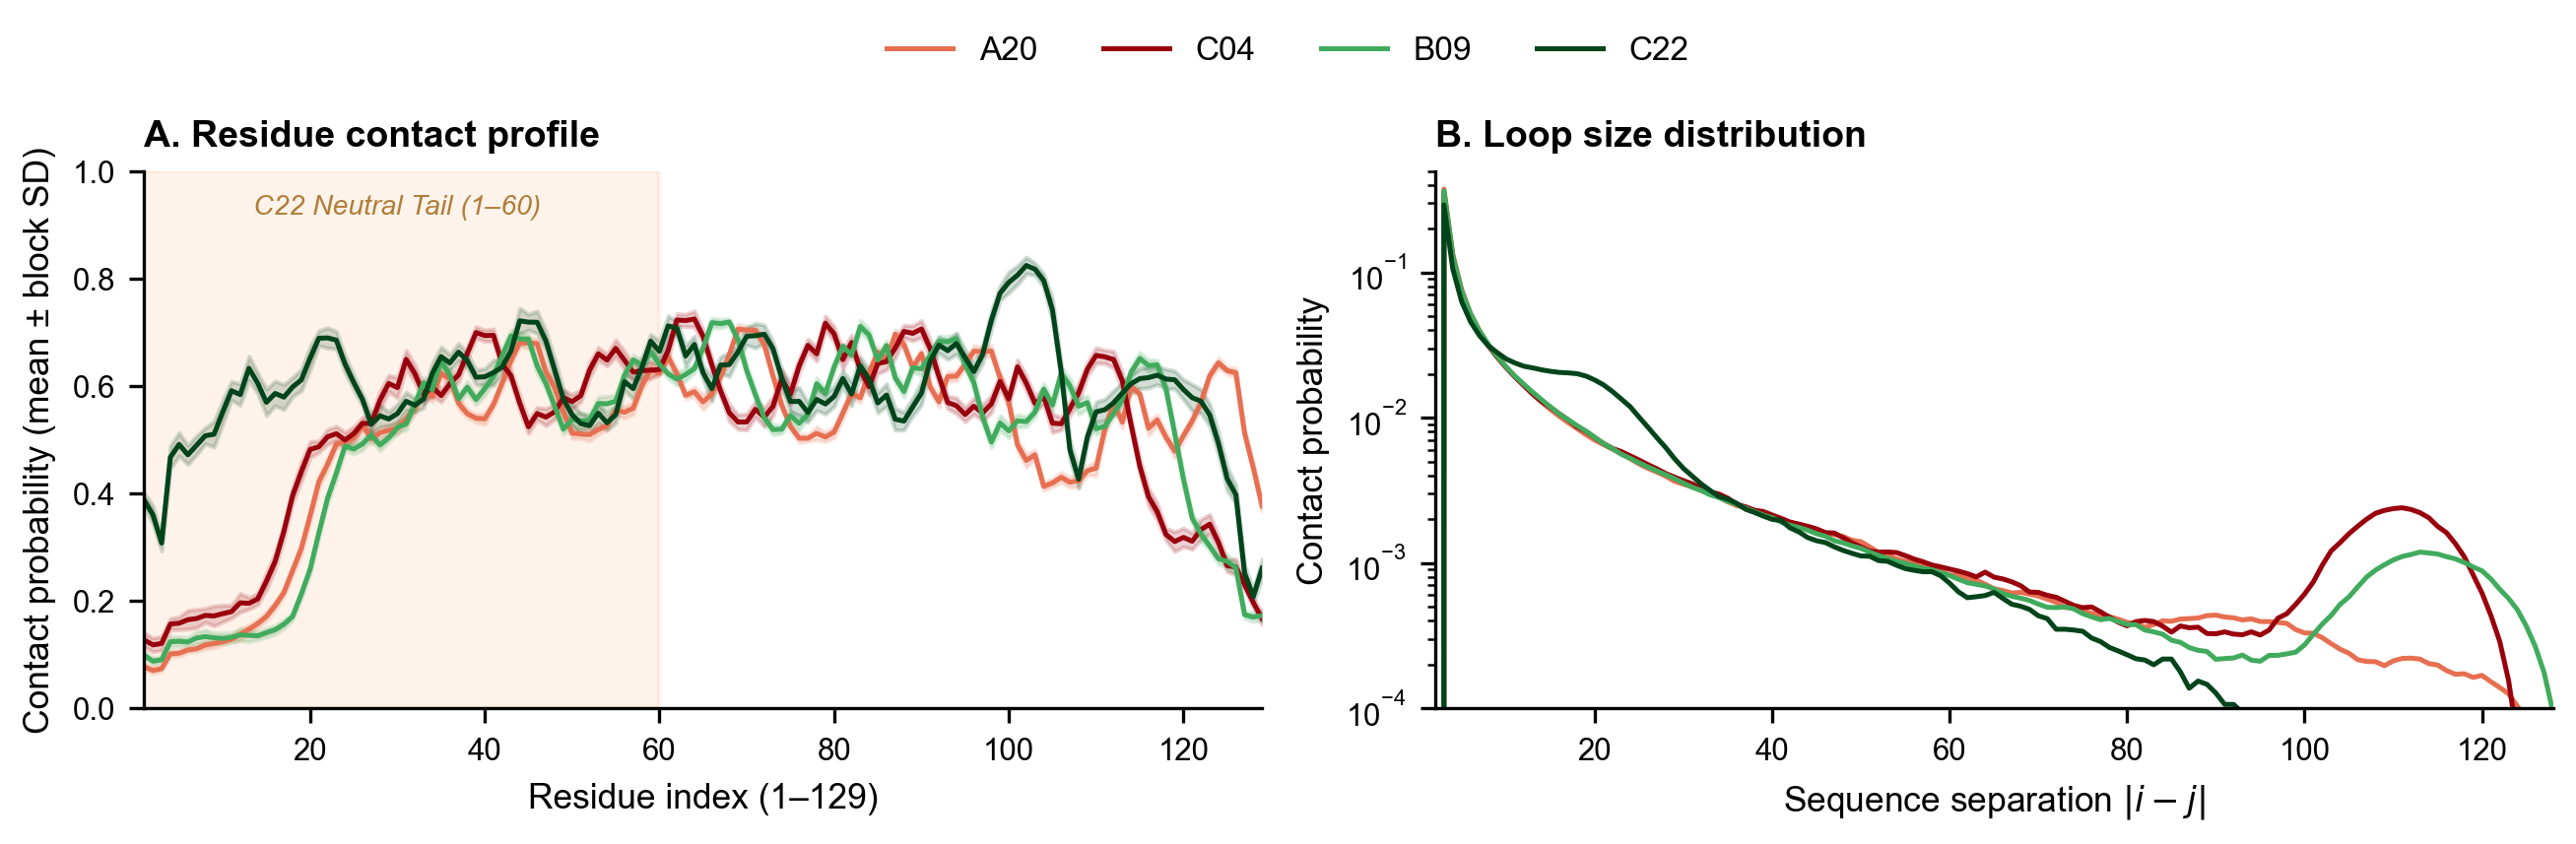 A20 C04 B09 C22
A. Residue contact profile
Contact probability (mean ± block SD)
1.0
0.8
0.6
0.4
0.2
0.0
C22 Neutral Tail (1–60)
20 40 60 80 100 120
Residue index (1–129)
B. Loop size distribution
Contact probability
10⁻¹
10⁻²
10⁻³
10⁻⁴
20 40 60 80 100 120
Sequence separation |i − j|